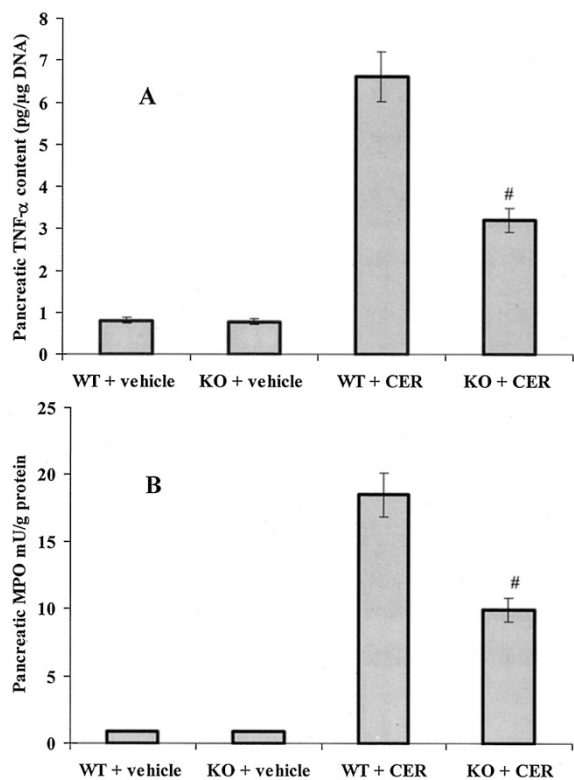 8
7
6
5
4
3
2
1
0
Pancreatic TNF-α content (pg/µg DNA)
A
#
WT + vehicle KO + vehicle WT + CER KO + CER
25
20
15
10
5
0
Pancreatic MPO mU/g protein
B
#
WT + vehicle KO + vehicle WT + CER KO + CER